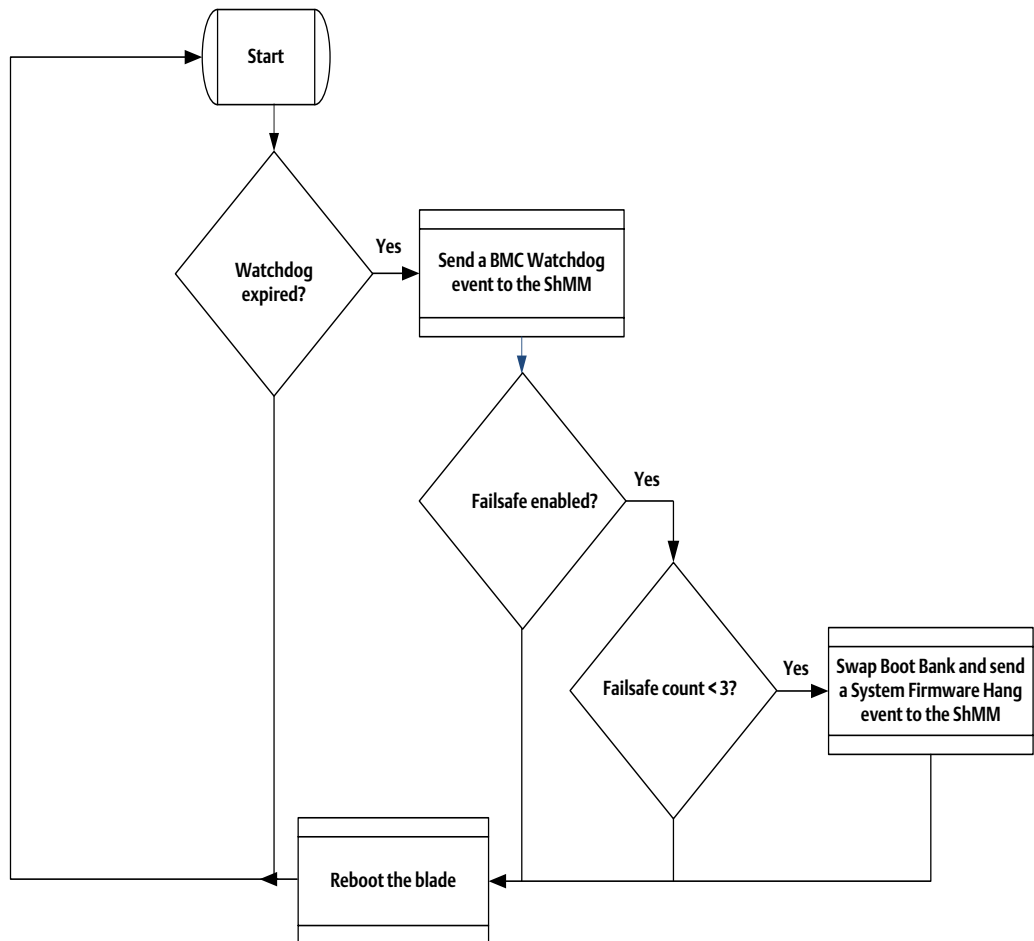 Start
Watchdog
expired?
Yes
Send a BMC Watchdog
event to the ShMM
Failsafe enabled?
Yes
Failsafe count < 3?
Yes
Swap Boot Bank and send
a System Firmware Hang
event to the ShMM
Reboot the blade